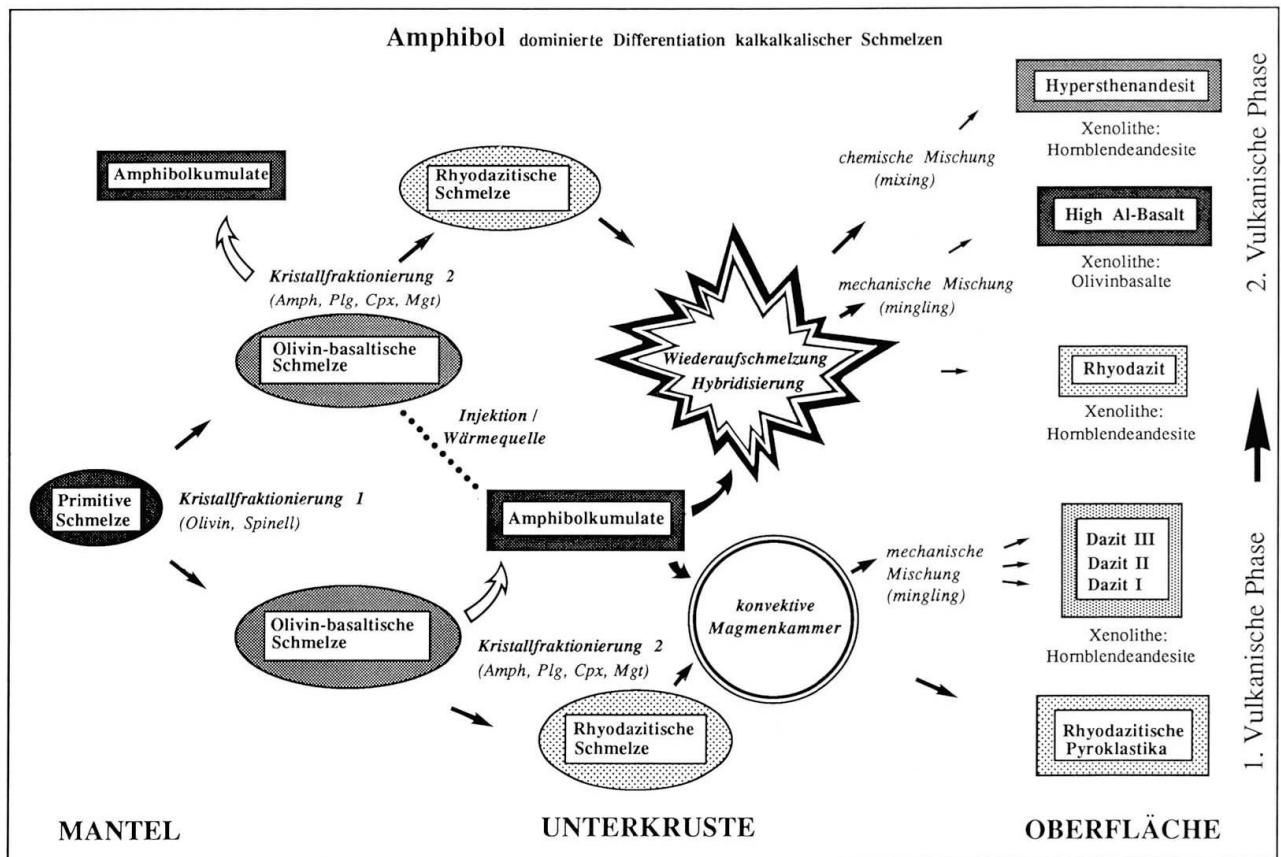 Amphibol dominierte Differentiation kalkalkalischer Schmelzen
Amphibolkumulate
Rhyodazitische
Schmelze
Kristallfraktionierung 2
(Amph, Plg, Cpx, Mgt)
Olivin-basaltische
Schmelze
Injektion /
Wärmequelle
Primitive
Schmelze
Kristallfraktionierung 1
(Olivin, Spinell)
Amphibolkumulate
Olivin-basaltische
Schmelze
Kristallfraktionierung 2
(Amph, Plg, Cpx, Mgt)
Rhyodazitische
Schmelze
Wiederaufschmelzung
Hybridisierung
konvektive
Magmenkammer
chemische Mischung
(mixing)
mechanische Mischung
(mingling)
mechanische
Mischung
(mingling)
Hypersthenandesit
Xenolithe:
Hornblendeandesite
High Al-Basalt
Xenolithe:
Olivinbasalte
Rhyodazit
Xenolithe:
Hornblendeandesite
Dazit III
Dazit II
Dazit I
Xenolithe:
Hornblendeandesite
Rhyodazitische
Pyroklastika
2. Vulkanische Phase
1. Vulkanische Phase
MANTEL
UNTERKRUSTE
OBERFLÄCHE